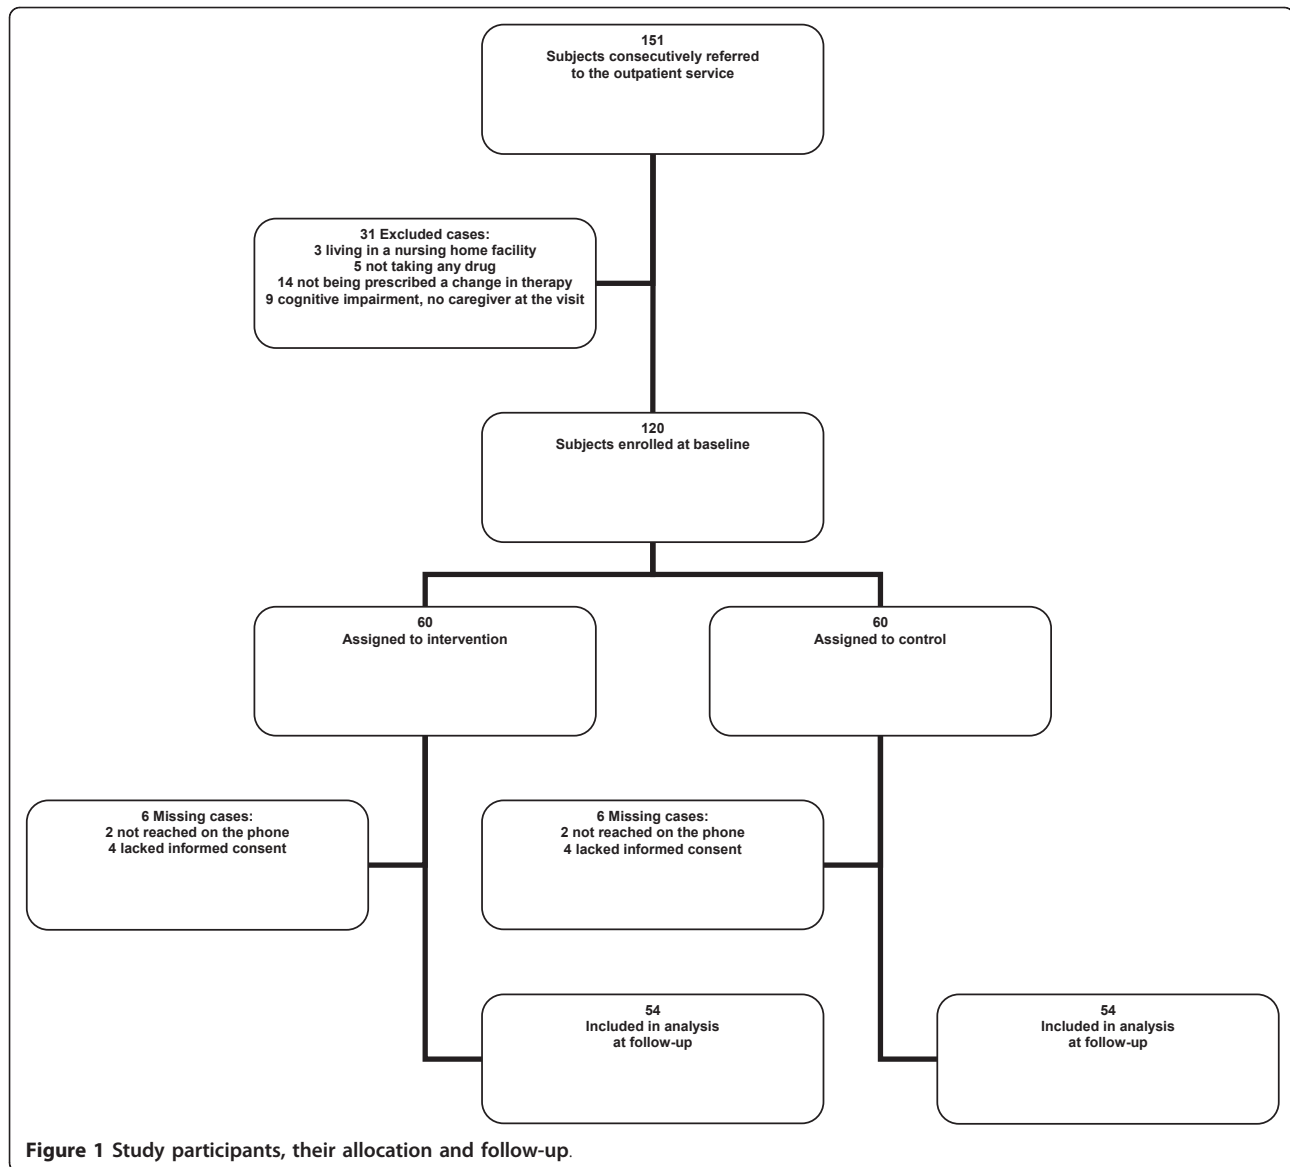 151
Subjects consecutively referred
to the outpatient service
31 Excluded cases:
3 living in a nursing home facility
5 not taking any drug
14 not being prescribed a change in therapy
9 cognitive impairment, no caregiver at the visit
120
Subjects enrolled at baseline
60
Assigned to intervention
60
Assigned to control
6 Missing cases:
2 not reached on the phone
4 lacked informed consent
6 Missing cases:
2 not reached on the phone
4 lacked informed consent
54
Included in analysis
at follow-up
54
Included in analysis
at follow-up
Figure 1 Study participants, their allocation and follow-up.